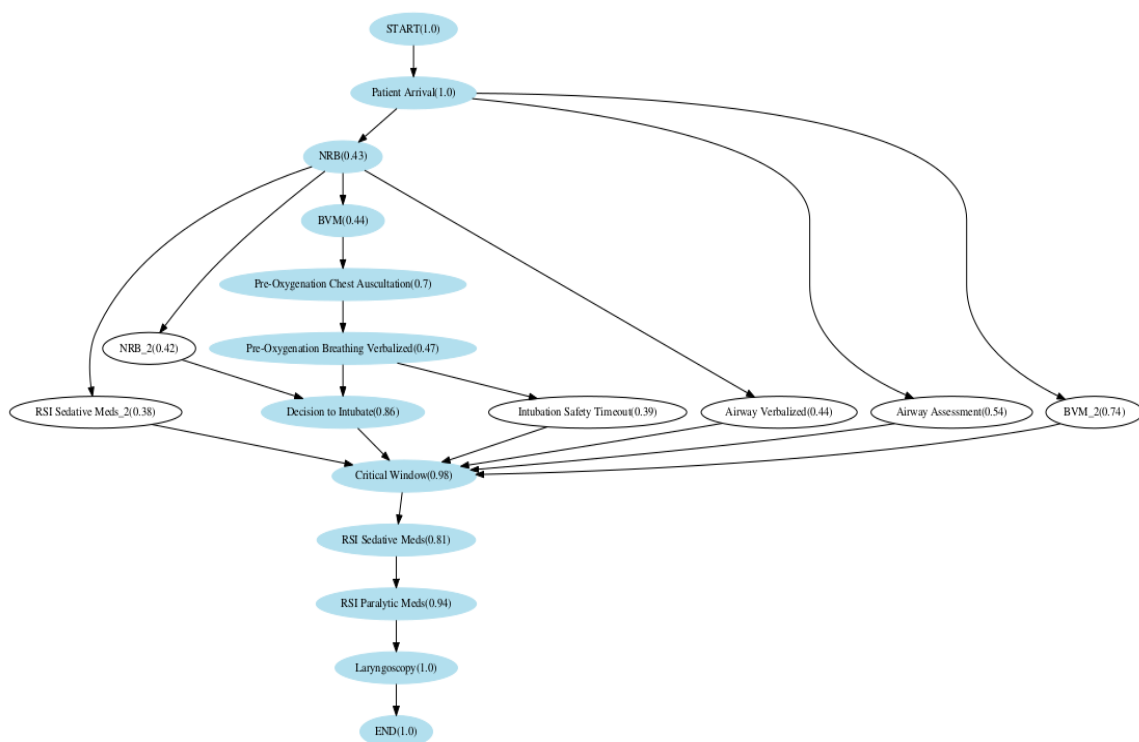 START(1.0)
Patient Arrival(1.0)
NRB(0.43)
BVM(0.44)
Pre-Oxygenation Chest Auscultation(0.7)
NRB_2(0.42)
Pre-Oxygenation Breathing Verbalized(0.47)
RSI Sedative Meds_2(0.38)
Decision to Intubate(0.86)
Intubation Safety Timeout(0.39)
Airway Verbalized(0.44)
Airway Assessment(0.54)
BVM_2(0.74)
Critical Window(0.98)
RSI Sedative Meds(0.81)
RSI Paralytic Meds(0.94)
Laryngoscopy(1.0)
END(1.0)